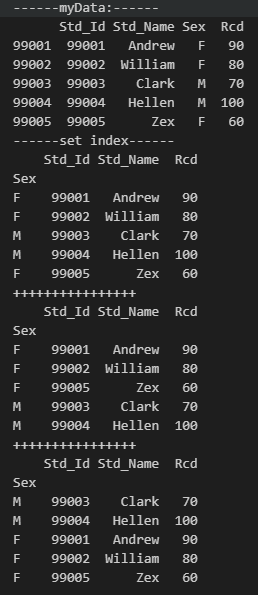 ------myData:------
Std_Id Std_Name Sex Rcd
99001 99001 Andrew F 90
99002 99002 William F 80
99003 99003 Clark M 70
99004 99004 Hellen M 100
99005 99005 Zex F 60
------set index------
Std_Id Std_Name Rcd
Sex
F 99001 Andrew 90
F 99002 William 80
M 99003 Clark 70
M 99004 Hellen 100
F 99005 Zex 60
++++++++++++++++
Std_Id Std_Name Rcd
Sex
F 99001 Andrew 90
F 99002 William 80
F 99005 Zex 60
M 99003 Clark 70
M 99004 Hellen 100
++++++++++++++++
Std_Id Std_Name Rcd
Sex
M 99003 Clark 70
M 99004 Hellen 100
F 99001 Andrew 90
F 99002 William 80
F 99005 Zex 60